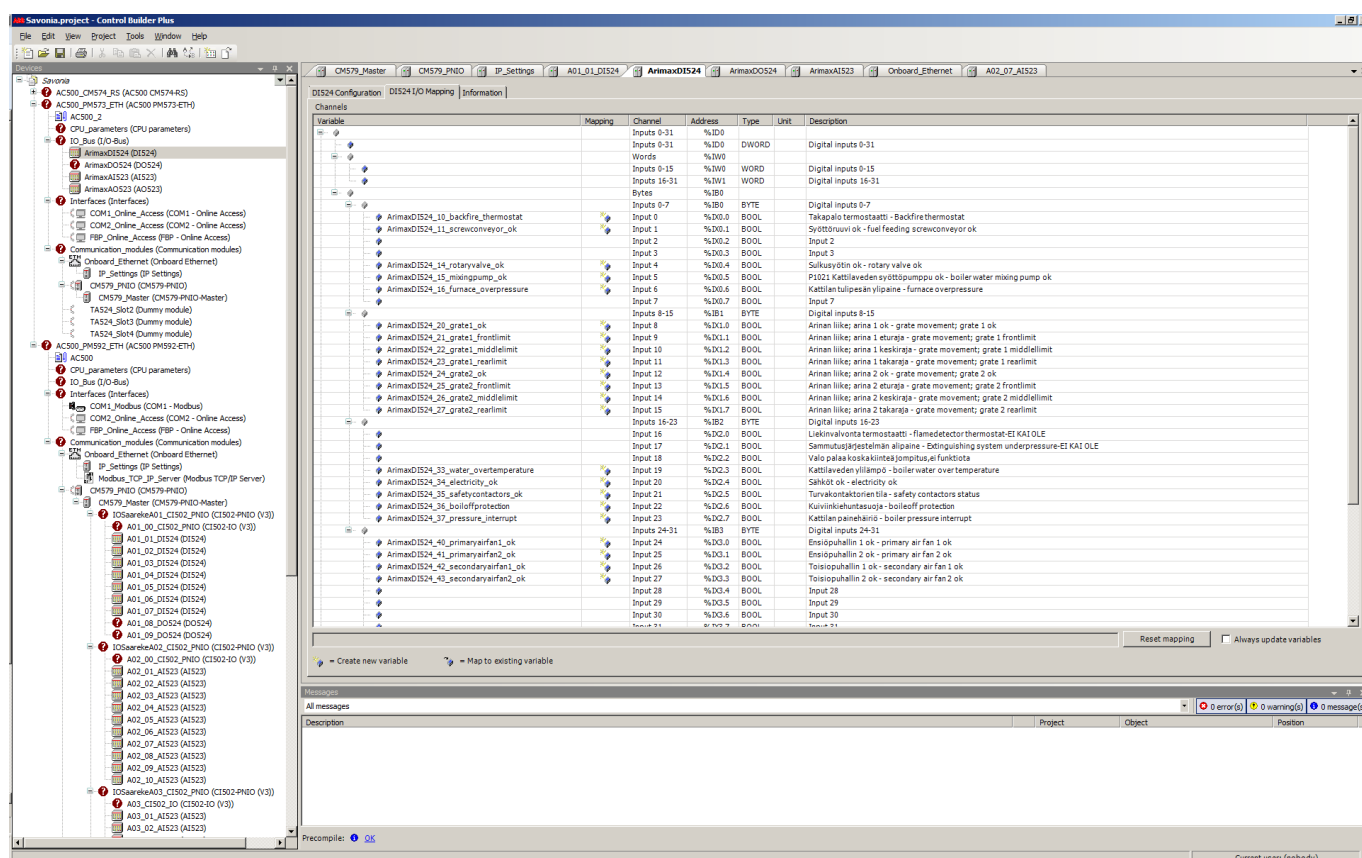 Savonia.project - Control Builder Plus
File Edit View Project Tools Window Help
Devices
Savonia
AC500_CM574_RS (AC500 CM574-RS)
AC500_PM573_ETH (AC500 PM573-ETH)
AC500_2
CPU_parameters (CPU parameters)
IO_Bus (I/O-Bus)
ArimaxDI524 (DI524)
ArimaxDO524 (DO524)
ArimaxAI523 (AI523)
ArimaxAO523 (AO523)
Interfaces (Interfaces)
COM1_Online_Access (COM1 - Online Access)
COM2_Online_Access (COM2 - Online Access)
FBP_Online_Access (FBP - Online Access)
Communication_modules (Communication modules)
Onboard_Ethernet (Onboard Ethernet)
IP_Settings (IP Settings)
CM579_PNIO (CM579-PNIO)
CM579_Master (CM579-PNIO-Master)
TA524_Slot2 (Dummy module)
TA524_Slot3 (Dummy module)
TA524_Slot4 (Dummy module)
AC500_PM592_ETH (AC500 PM592-ETH)
AC500
CPU_parameters (CPU parameters)
IO_Bus (I/O-Bus)
Interfaces (Interfaces)
COM1_Modbus (COM1 - Modbus)
COM2_Online_Access (COM2 - Online Access)
FBP_Online_Access (FBP - Online Access)
Communication_modules (Communication modules)
Onboard_Ethernet (Onboard Ethernet)
IP_Settings (IP Settings)
Modbus_TCP_IP_Server (Modbus TCP/IP Server)
CM579_PNIO (CM579-PNIO)
CM579_Master (CM579-PNIO-Master)
IOSaarekeA01_CI502_PNIO (CI502-PNIO (V3))
A01_00_CI502_PNIO (CI502-IO (V3))
A01_01_DI524 (DI524)
A01_02_DI524 (DI524)
A01_03_DI524 (DI524)
A01_04_DI524 (DI524)
A01_05_DI524 (DI524)
A01_06_DI524 (DI524)
A01_07_DI524 (DI524)
A01_08_DO524 (DO524)
A01_09_DO524 (DO524)
IOSaarekeA02_CI502_PNIO (CI502-PNIO (V3))
A02_00_CI502_PNIO (CI502-IO (V3))
A02_01_AI523 (AI523)
A02_02_AI523 (AI523)
A02_03_AI523 (AI523)
A02_04_AI523 (AI523)
A02_05_AI523 (AI523)
A02_06_AI523 (AI523)
A02_07_AI523 (AI523)
A02_08_AI523 (AI523)
A02_09_AI523 (AI523)
A02_10_AI523 (AI523)
IOSaarekeA03_CI502_PNIO (CI502-PNIO (V3))
A03_CI502_IO (CI502-IO (V3))
A03_01_AI523 (AI523)
A03_02_AI523 (AI523)
CM579_Master CM579_PNIO IP_Settings A01_01_DI524 ArimaxDI524 ArimaxDO524 ArimaxAI523 Onboard_Ethernet A02_07_AI523
DI524 Configuration DI524 I/O Mapping Information
Channels
Variable Mapping Channel Address Type Unit Description
Inputs 0-31 %ID0
Inputs 0-31 %ID0 DWORD Digital inputs 0-31
Words %IW0
Inputs 0-15 %IW0 WORD Digital inputs 0-15
Inputs 16-31 %IW1 WORD Digital inputs 16-31
Bytes %IB0
Inputs 0-7 %IB0 BYTE Digital inputs 0-7
ArimaxDI524_10_backfire_thermostat Input 0 %IX0.0 BOOL Takapalo termostaatti - Backfire thermostat
ArimaxDI524_11_screwconveyor_ok Input 1 %IX0.1 BOOL Syöttöruuvi ok - fuel feeding screwconveyor ok
Input 2 %IX0.2 BOOL Input 2
Input 3 %IX0.3 BOOL Input 3
ArimaxDI524_14_rotaryvalve_ok Input 4 %IX0.4 BOOL Sulkusyötin ok - rotary valve ok
ArimaxDI524_15_mixingpump_ok Input 5 %IX0.5 BOOL P1021 Kattilaveden syöttöpumppu ok - boiler water mixing pump ok
ArimaxDI524_16_furnace_overpressure Input 6 %IX0.6 BOOL Kattilan tulipesän ylipaine - furnace overpressure
Input 7 %IX0.7 BOOL Input 7
Inputs 8-15 %IB1 BYTE Digital inputs 8-15
ArimaxDI524_20_grate1_ok Input 8 %IX1.0 BOOL Arinan liike; arina 1 ok - grate movement; grate 1 ok
ArimaxDI524_21_grate1_frontlimit Input 9 %IX1.1 BOOL Arinan liike; arina 1 eturaja - grate movement; grate 1 frontlimit
ArimaxDI524_22_grate1_middlelimit Input 10 %IX1.2 BOOL Arinan liike; arina 1 keskiraja - grate movement; grate 1 middlellimit
ArimaxDI524_23_grate1_rearlimit Input 11 %IX1.3 BOOL Arinan liike; arina 1 takaraja - grate movement; grate 1 rearlimit
ArimaxDI524_24_grate2_ok Input 12 %IX1.4 BOOL Arinan liike; arina 2 ok - grate movement; grate 2 ok
ArimaxDI524_25_grate2_frontlimit Input 13 %IX1.5 BOOL Arinan liike; arina 2 eturaja - grate movement; grate 2 frontlimit
ArimaxDI524_26_grate2_middlelimit Input 14 %IX1.6 BOOL Arinan liike; arina 2 keskiraja - grate movement; grate 2 middlellimit
ArimaxDI524_27_grate2_rearlimit Input 15 %IX1.7 BOOL Arinan liike; arina 2 takaraja - grate movement; grate 2 rearlimit
Inputs 16-23 %IB2 BYTE Digital inputs 16-23
Input 16 %IX2.0 BOOL Liekinvalvonta termostaatti - flamedetector thermostat-EI KAI OLE
Input 17 %IX2.1 BOOL Sammutusjärjestelmän alipaine - Extinguishing system underpressure-EI KAI OLE
Input 18 %IX2.2 BOOL Valo palaa koska kiinteä jompitus,ei funktiota
ArimaxDI524_33_water_overtemperature Input 19 %IX2.3 BOOL Kattilaveden ylilämpö - boiler water over temperature
ArimaxDI524_34_electricity_ok Input 20 %IX2.4 BOOL Sähköt ok - electricity ok
ArimaxDI524_35_safetycontactors_ok Input 21 %IX2.5 BOOL Turvakontaktorien tila - safety contactors status
ArimaxDI524_36_boiloffprotection Input 22 %IX2.6 BOOL Kuiviinkiehuntasuoja - boileoff protection
ArimaxDI524_37_pressure_interrupt Input 23 %IX2.7 BOOL Kattilan painehäiriö - boiler pressure interrupt
Inputs 24-31 %IB3 BYTE Digital inputs 24-31
ArimaxDI524_40_primaryairfan1_ok Input 24 %IX3.0 BOOL Ensiöpuhallin 1 ok - primary air fan 1 ok
ArimaxDI524_41_primaryairfan2_ok Input 25 %IX3.1 BOOL Ensiöpuhallin 2 ok - primary air fan 2 ok
ArimaxDI524_42_secondaryairfan1_ok Input 26 %IX3.2 BOOL Toisiopuhallin 1 ok - secondary air fan 1 ok
ArimaxDI524_43_secondaryairfan2_ok Input 27 %IX3.3 BOOL Toisiopuhallin 2 ok - secondary air fan 2 ok
Input 28 %IX3.4 BOOL Input 28
Input 29 %IX3.5 BOOL Input 29
Input 30 %IX3.6 BOOL Input 30
Input 31 %IX3.7 BOOL Input 31
Reset mapping Always update variables
= Create new variable = Map to existing variable
Messages
All messages 0 error(s) 0 warning(s) 0 message(s)
Description Project Object Position
Precompile: OK
Current user: (nobody)